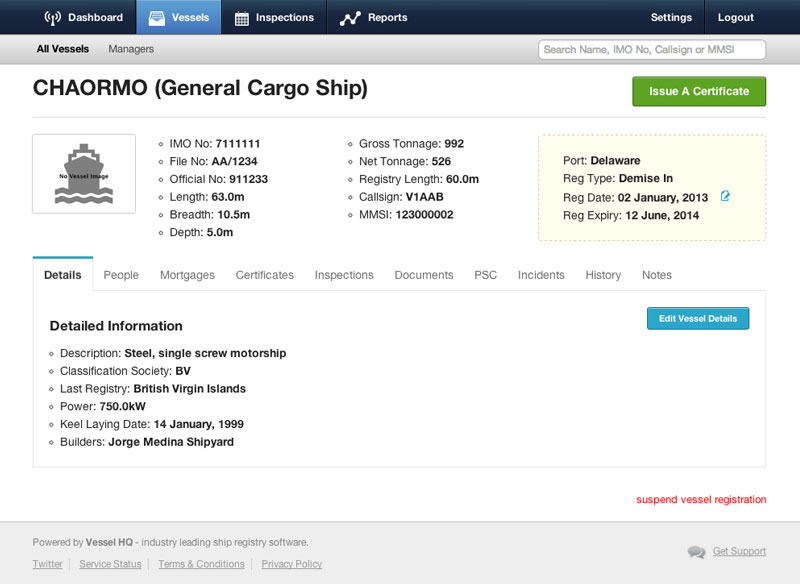 Dashboard Vessels Inspections Reports Settings Logout
All Vessels Managers Search Name, IMO No, Callsign or MMSI
CHAORMO (General Cargo Ship)
Issue A Certificate
No Vessel Image
IMO No: 7111111
File No: AA/1234
Official No: 911233
Length: 63.0m
Breadth: 10.5m
Depth: 5.0m
Gross Tonnage: 992
Net Tonnage: 526
Registry Length: 60.0m
Callsign: V1AAB
MMSI: 123000002
Port: Delaware
Reg Type: Demise In
Reg Date: 02 January, 2013
Reg Expiry: 12 June, 2014
Details People Mortgages Certificates Inspections Documents PSC Incidents History Notes
Detailed Information
Edit Vessel Details
Description: Steel, single screw motorship
Classification Society: BV
Last Registry: British Virgin Islands
Power: 750.0kW
Keel Laying Date: 14 January, 1999
Builders: Jorge Medina Shipyard
suspend vessel registration
Powered by Vessel HQ - industry leading ship registry software.
Twitter Service Status Terms & Conditions Privacy Policy
Get Support